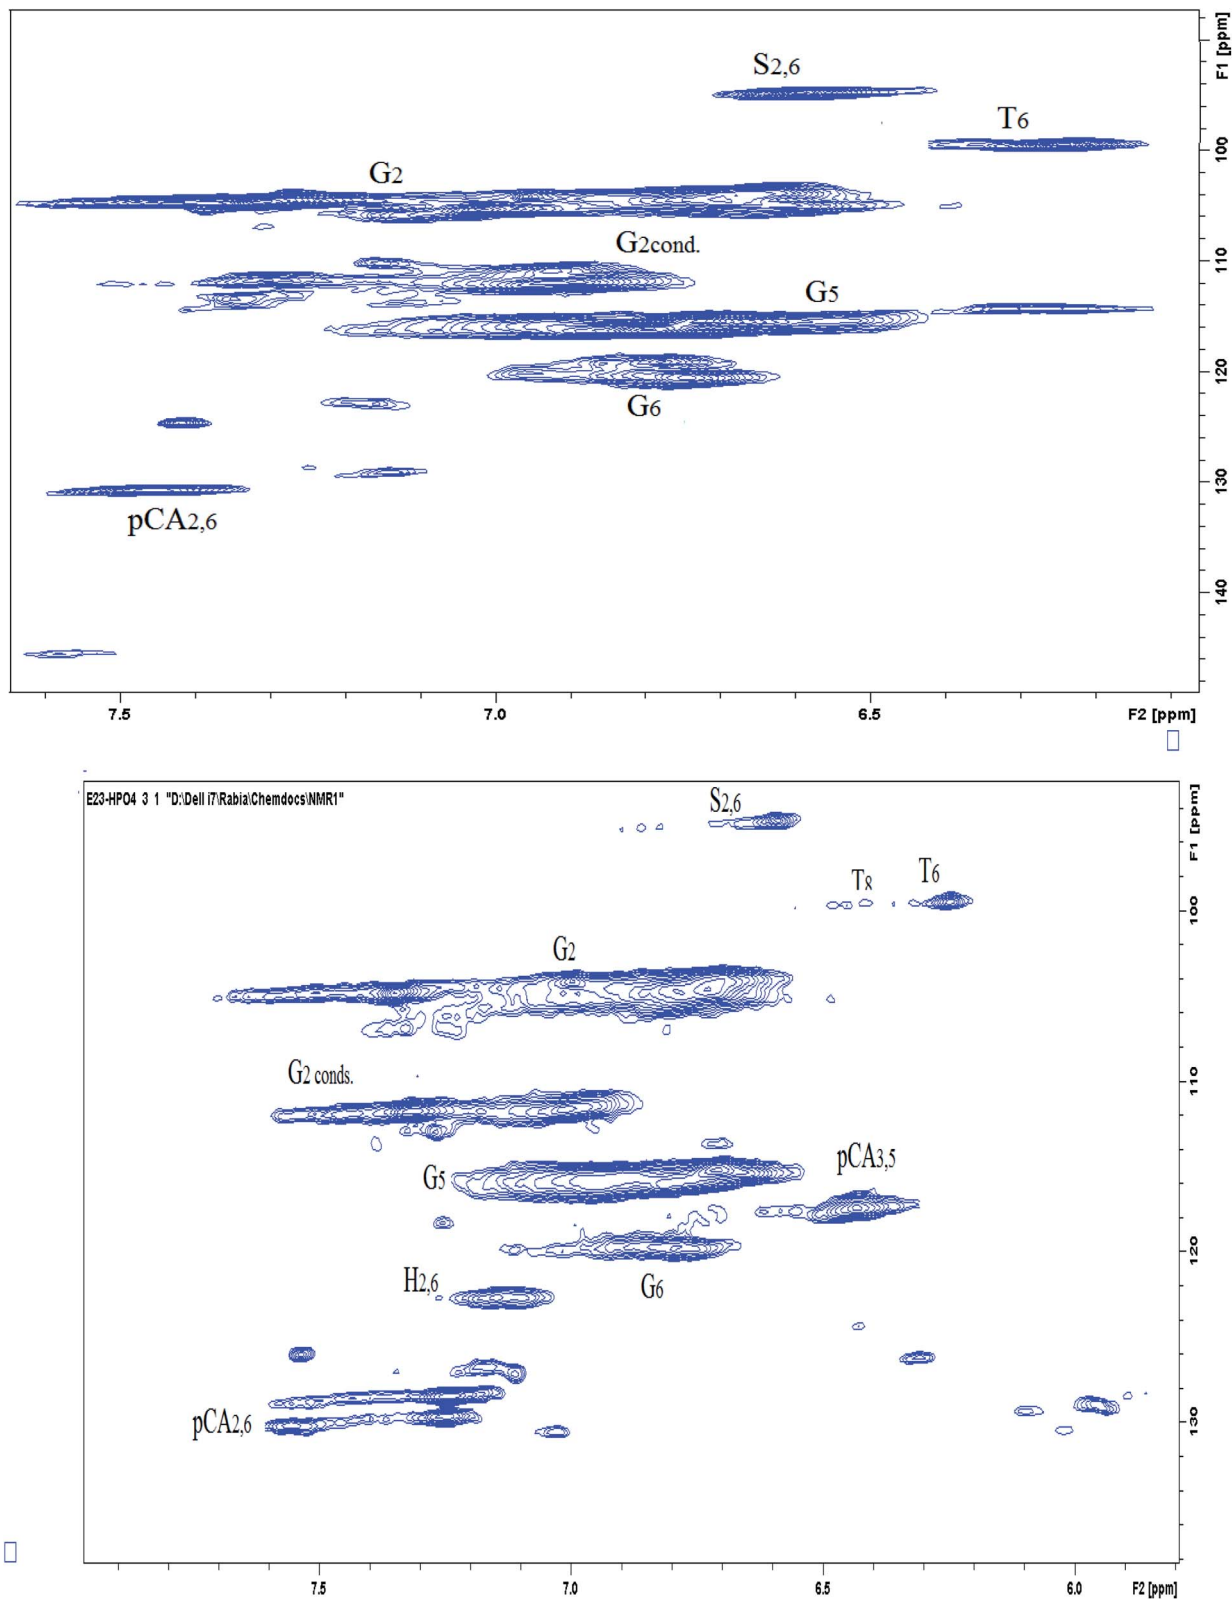 F1 [ppm]
S2,6
T6
100
G2
G2cond.
110
G5
120
G6
130
pCA2,6
140
7.5 7.0 6.5 F2 [ppm]
E23-HPO4 3 1 "D:\Dell i7\Rabia\Chemdocs\NMR1"
S2,6
F1 [ppm]
T8 T6
100
G2
G2 conds.
110
G5
pCA3,5
120
H2,6
G6
pCA2,6
130
7.5 7.0 6.5 6.0 F2 [ppm]